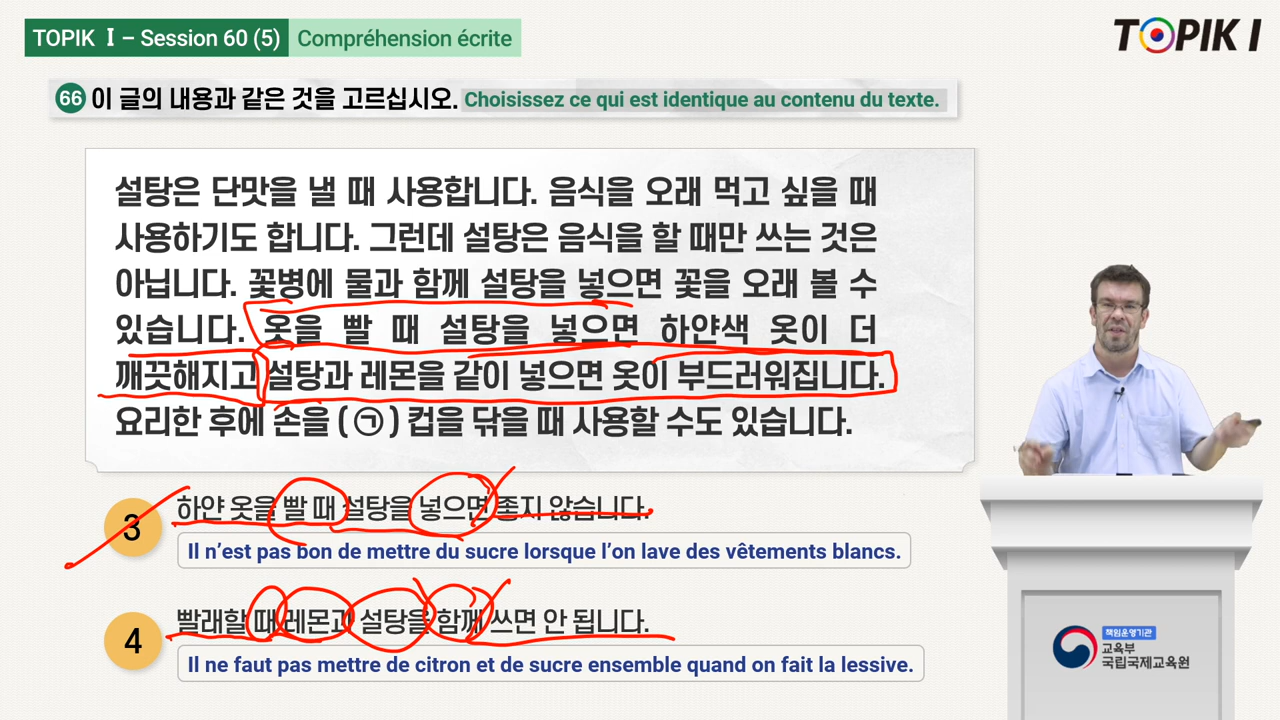 TOPIK I – Session 60 (5) Compréhension écrite
TOPIK I
66 이 글의 내용과 같은 것을 고르십시오. Choisissez ce qui est identique au contenu du texte.
설탕은 단맛을 낼 때 사용합니다. 음식을 오래 먹고 싶을 때
사용하기도 합니다. 그런데 설탕은 음식을 할 때만 쓰는 것은
아닙니다. 꽃병에 물과 함께 설탕을 넣으면 꽃을 오래 볼 수
있습니다. 옷을 빨 때 설탕을 넣으면 하얀색 옷이 더
깨끗해지고 설탕과 레몬을 같이 넣으면 옷이 부드러워집니다.
요리한 후에 손을 ( ㉠ ) 컵을 닦을 때 사용할 수도 있습니다.
3 하얀 옷을 빨 때 설탕을 넣으면 좋지 않습니다.
Il n’est pas bon de mettre du sucre lorsque l’on lave des vêtements blancs.
4 빨래할 때 레몬과 설탕을 함께 쓰면 안 됩니다.
Il ne faut pas mettre de citron et de sucre ensemble quand on fait la lessive.
책임운영기관
교육부
국립국제교육원